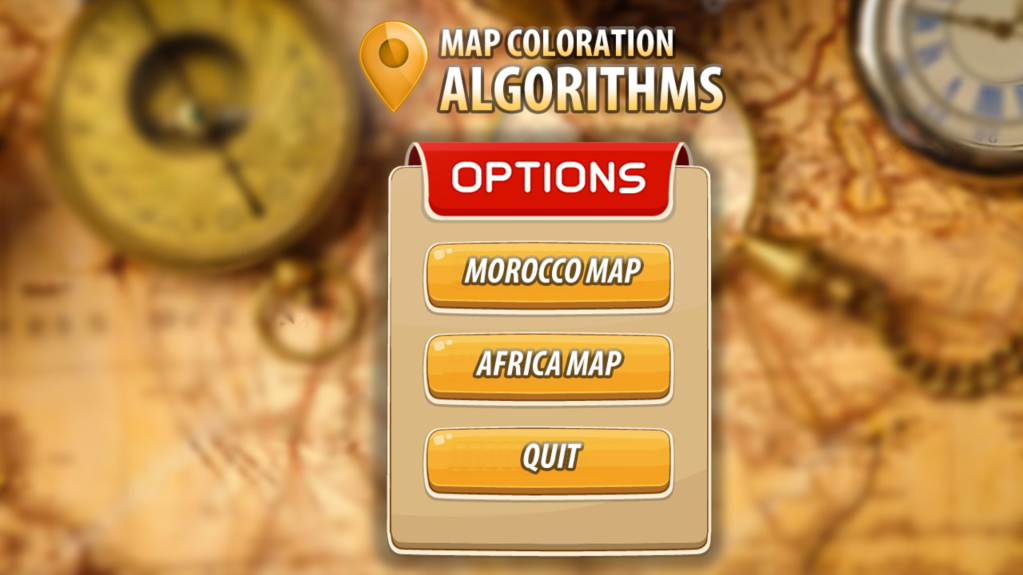 MAP COLORATION
ALGORITHMS
OPTIONS
MOROCCO MAP
AFRICA MAP
QUIT